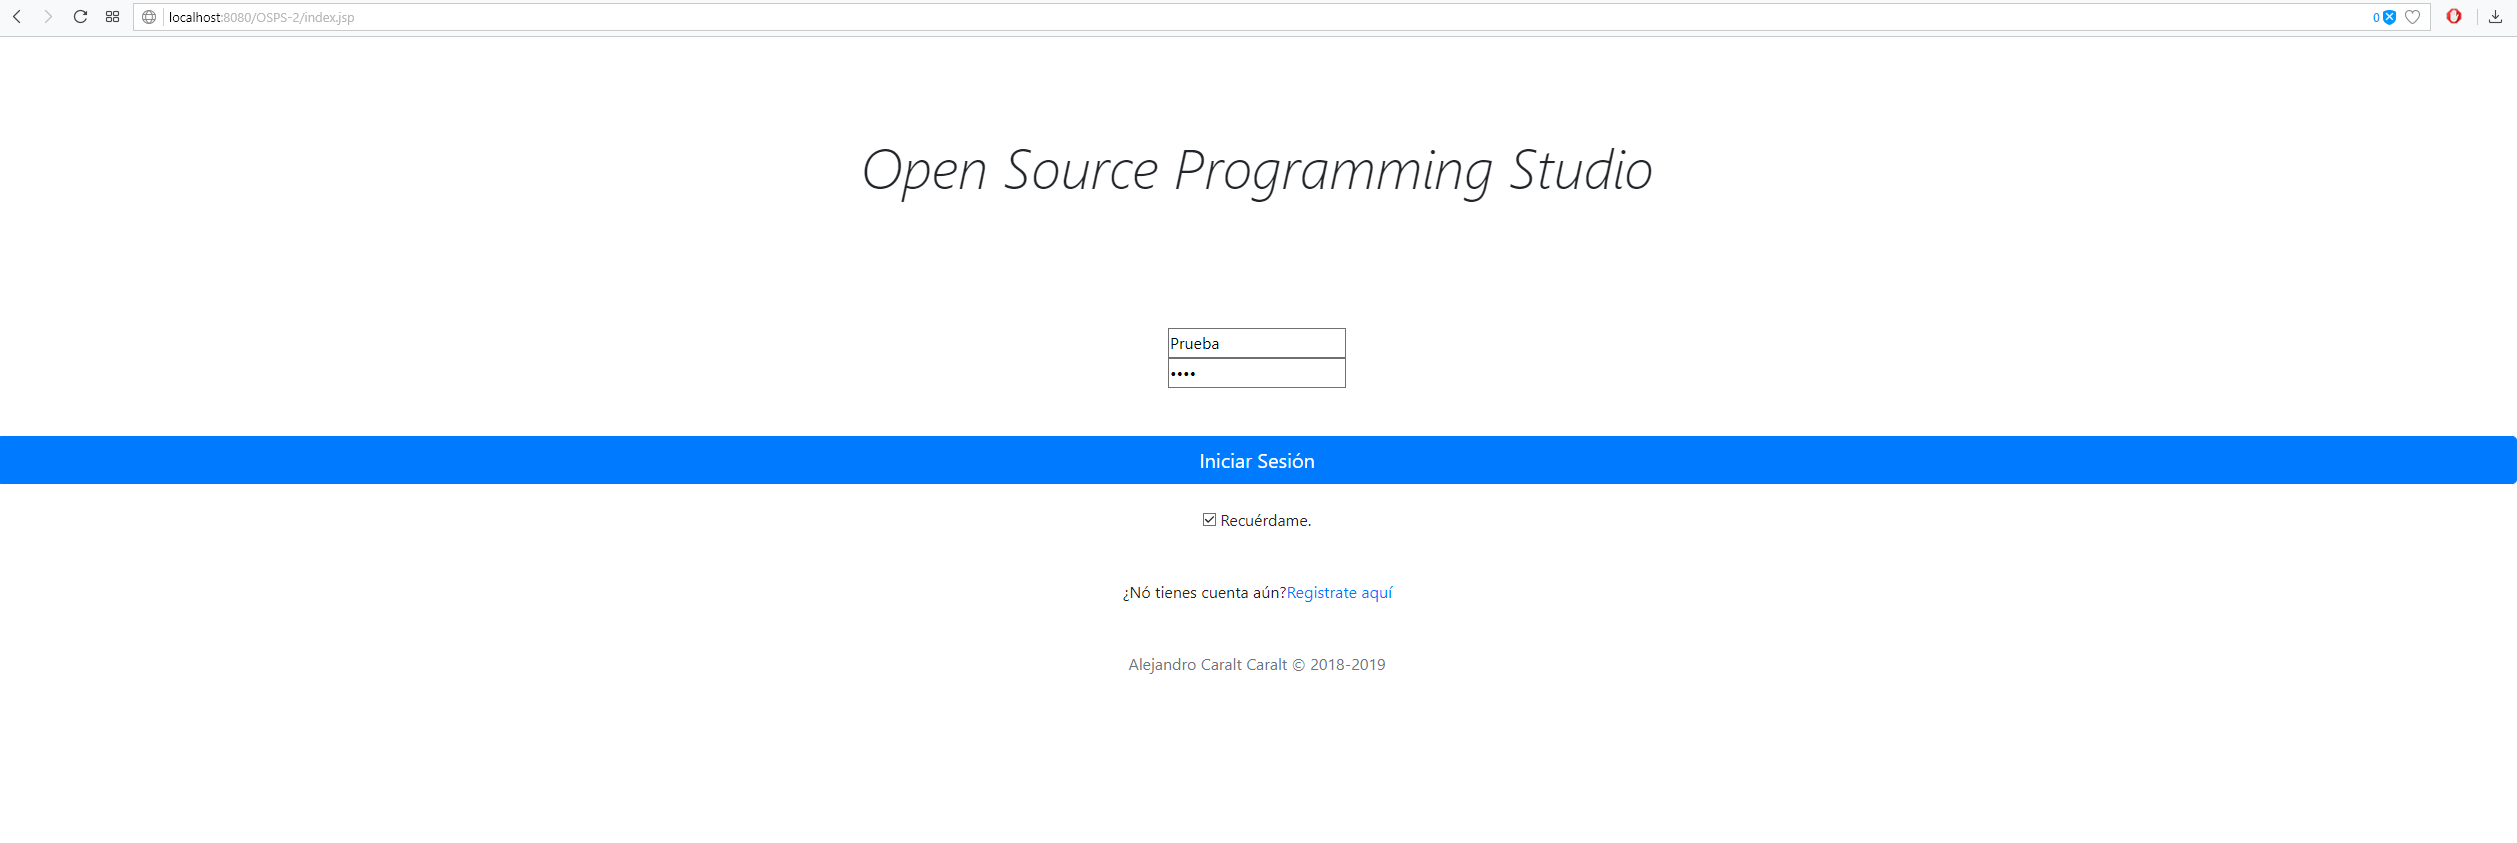 localhost:8080/OSPS-2/index.jsp
0
Open Source Programming Studio
Prueba
••••
Iniciar Sesión
Recuérdame.
¿Nó tienes cuenta aún?Registrate aquí
Alejandro Caralt Caralt © 2018-2019